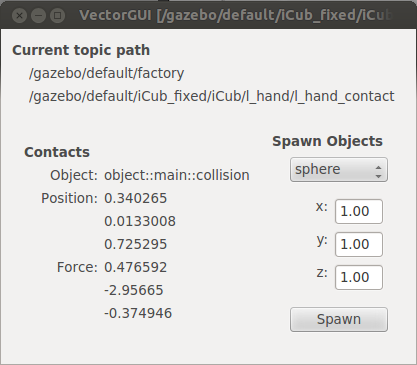 VectorGUI [/gazebo/default/iCub_fixed/iCub
Current topic path
/gazebo/default/factory
/gazebo/default/iCub_fixed/iCub/l_hand/l_hand_contact
Contacts
Object: object::main::collision
Position: 0.340265
0.0133008
0.725295
Force: 0.476592
-2.95665
-0.374946
Spawn Objects
sphere
x: 1.00
y: 1.00
z: 1.00
Spawn